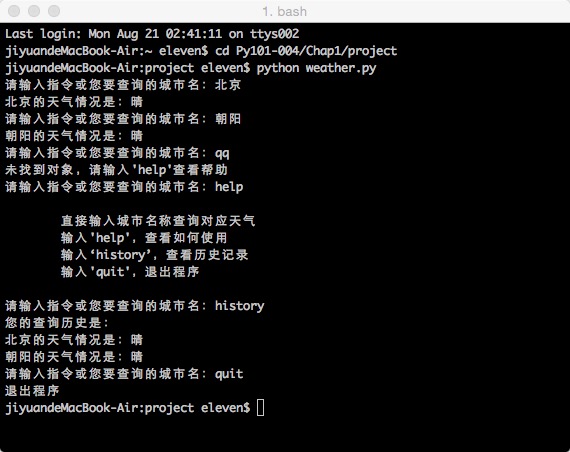 1. bash
Last login: Mon Aug 21 02:41:11 on ttys002
jiyuandeMacBook-Air:~ eleven$ cd Py101-004/Chap1/project
jiyuandeMacBook-Air:project eleven$ python weather.py
请输入指令或您要查询的城市名: 北京
北京的天气情况是: 晴
请输入指令或您要查询的城市名: 朝阳
朝阳的天气情况是: 晴
请输入指令或您要查询的城市名: qq
未找到对象，请输入'help'查看帮助
请输入指令或您要查询的城市名: help
直接输入城市名称查询对应天气
输入'help'，查看如何使用
输入‘history’，查看历史记录
输入'quit'，退出程序
请输入指令或您要查询的城市名: history
您的查询历史是:
北京的天气情况是: 晴
朝阳的天气情况是: 晴
请输入指令或您要查询的城市名: quit
退出程序
jiyuandeMacBook-Air:project eleven$